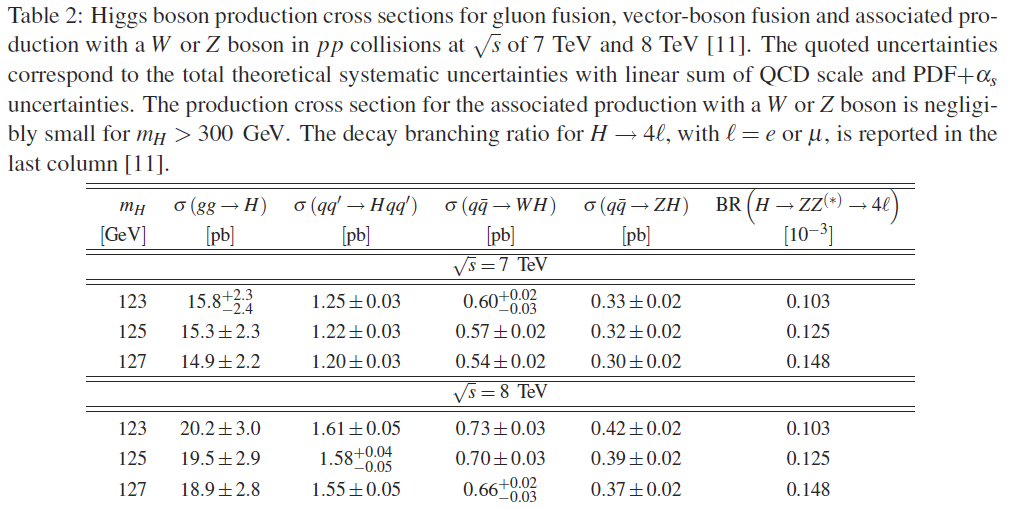 Table 2: Higgs boson production cross sections for gluon fusion, vector-boson fusion and associated pro-
duction with a W or Z boson in pp collisions at √s of 7 TeV and 8 TeV [11]. The quoted uncertainties
correspond to the total theoretical systematic uncertainties with linear sum of QCD scale and PDF+αs
uncertainties. The production cross section for the associated production with a W or Z boson is negligi-
bly small for mH > 300 GeV. The decay branching ratio for H → 4ℓ, with ℓ = e or μ, is reported in the
last column [11].
mH σ (gg → H) σ (qq′ → Hqq′) σ (qq̄ → WH) σ (qq̄ → ZH) BR (H → ZZ(*) → 4ℓ)
[GeV] [pb] [pb] [pb] [pb] [10−3]
√s = 7 TeV
123 15.8+2.3−2.4 1.25±0.03 0.60+0.02−0.03 0.33±0.02 0.103
125 15.3±2.3 1.22±0.03 0.57±0.02 0.32±0.02 0.125
127 14.9±2.2 1.20±0.03 0.54±0.02 0.30±0.02 0.148
√s = 8 TeV
123 20.2±3.0 1.61±0.05 0.73±0.03 0.42±0.02 0.103
125 19.5±2.9 1.58+0.04−0.05 0.70±0.03 0.39±0.02 0.125
127 18.9±2.8 1.55±0.05 0.66+0.02−0.03 0.37±0.02 0.148